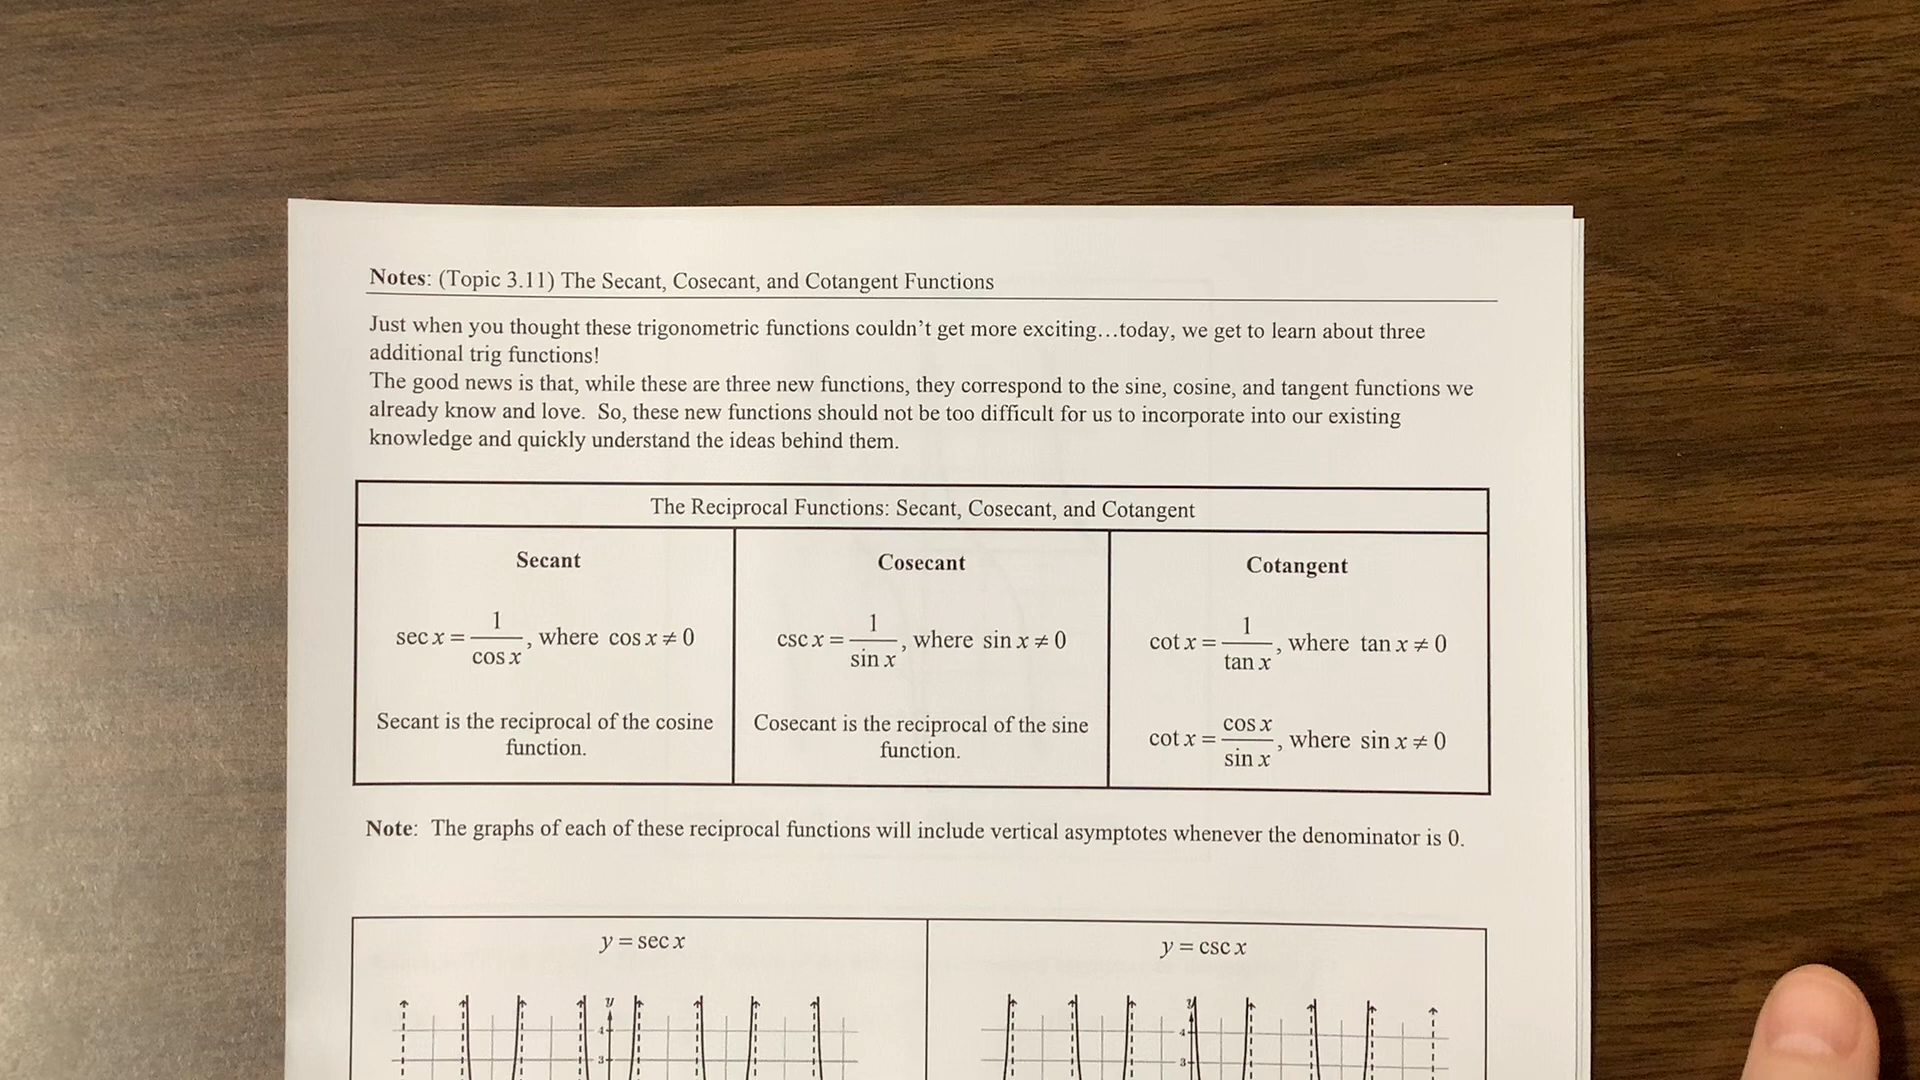 Notes: (Topic 3.11) The Secant, Cosecant, and Cotangent Functions
Just when you thought these trigonometric functions couldn’t get more exciting…today, we get to learn about three
additional trig functions!
The good news is that, while these are three new functions, they correspond to the sine, cosine, and tangent functions we
already know and love. So, these new functions should not be too difficult for us to incorporate into our existing
knowledge and quickly understand the ideas behind them.
The Reciprocal Functions: Secant, Cosecant, and Cotangent
Secant
sec x = 1/cos x, where cos x ≠ 0
Secant is the reciprocal of the cosine
function.
Cosecant
csc x = 1/sin x, where sin x ≠ 0
Cosecant is the reciprocal of the sine
function.
Cotangent
cot x = 1/tan x, where tan x ≠ 0
cot x = cos x/sin x, where sin x ≠ 0
Note: The graphs of each of these reciprocal functions will include vertical asymptotes whenever the denominator is 0.
y = sec x
y
4
3
y = csc x
y
4
3